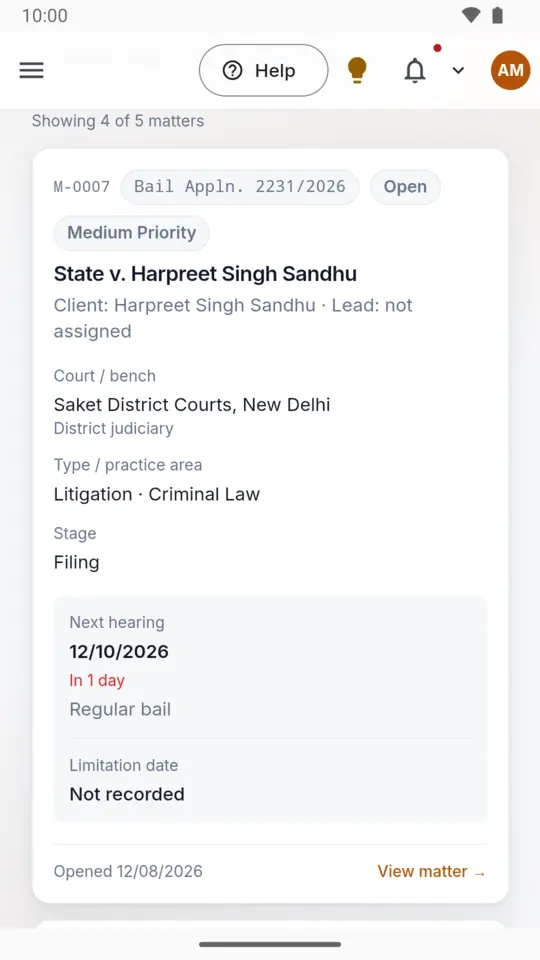 10:00
Help
AM
Showing 4 of 5 matters
M-0007 Bail Appln. 2231/2026 Open
Medium Priority
State v. Harpreet Singh Sandhu
Client: Harpreet Singh Sandhu · Lead: not
assigned
Court / bench
Saket District Courts, New Delhi
District judiciary
Type / practice area
Litigation · Criminal Law
Stage
Filing
Next hearing
12/10/2026
In 1 day
Regular bail
Limitation date
Not recorded
Opened 12/08/2026 View matter →